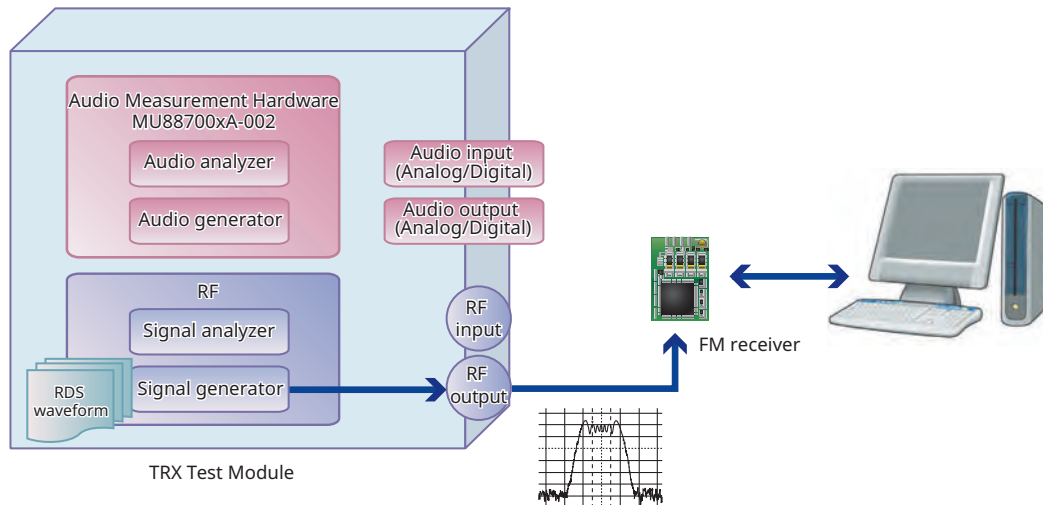 Audio Measurement Hardware
MU88700xA-002
Audio analyzer
Audio generator
Audio input
(Analog/Digital)
Audio output
(Analog/Digital)
RF
Signal analyzer
Signal generator
RDS
waveform
RF
input
RF
output
FM receiver
TRX Test Module